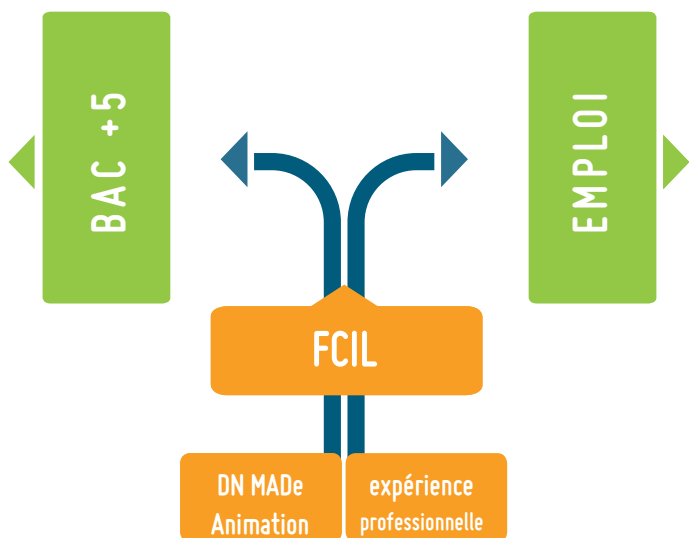 BAC +5
EMPLOI
FCIL
DN MADe
Animation
expérience
professionnelle